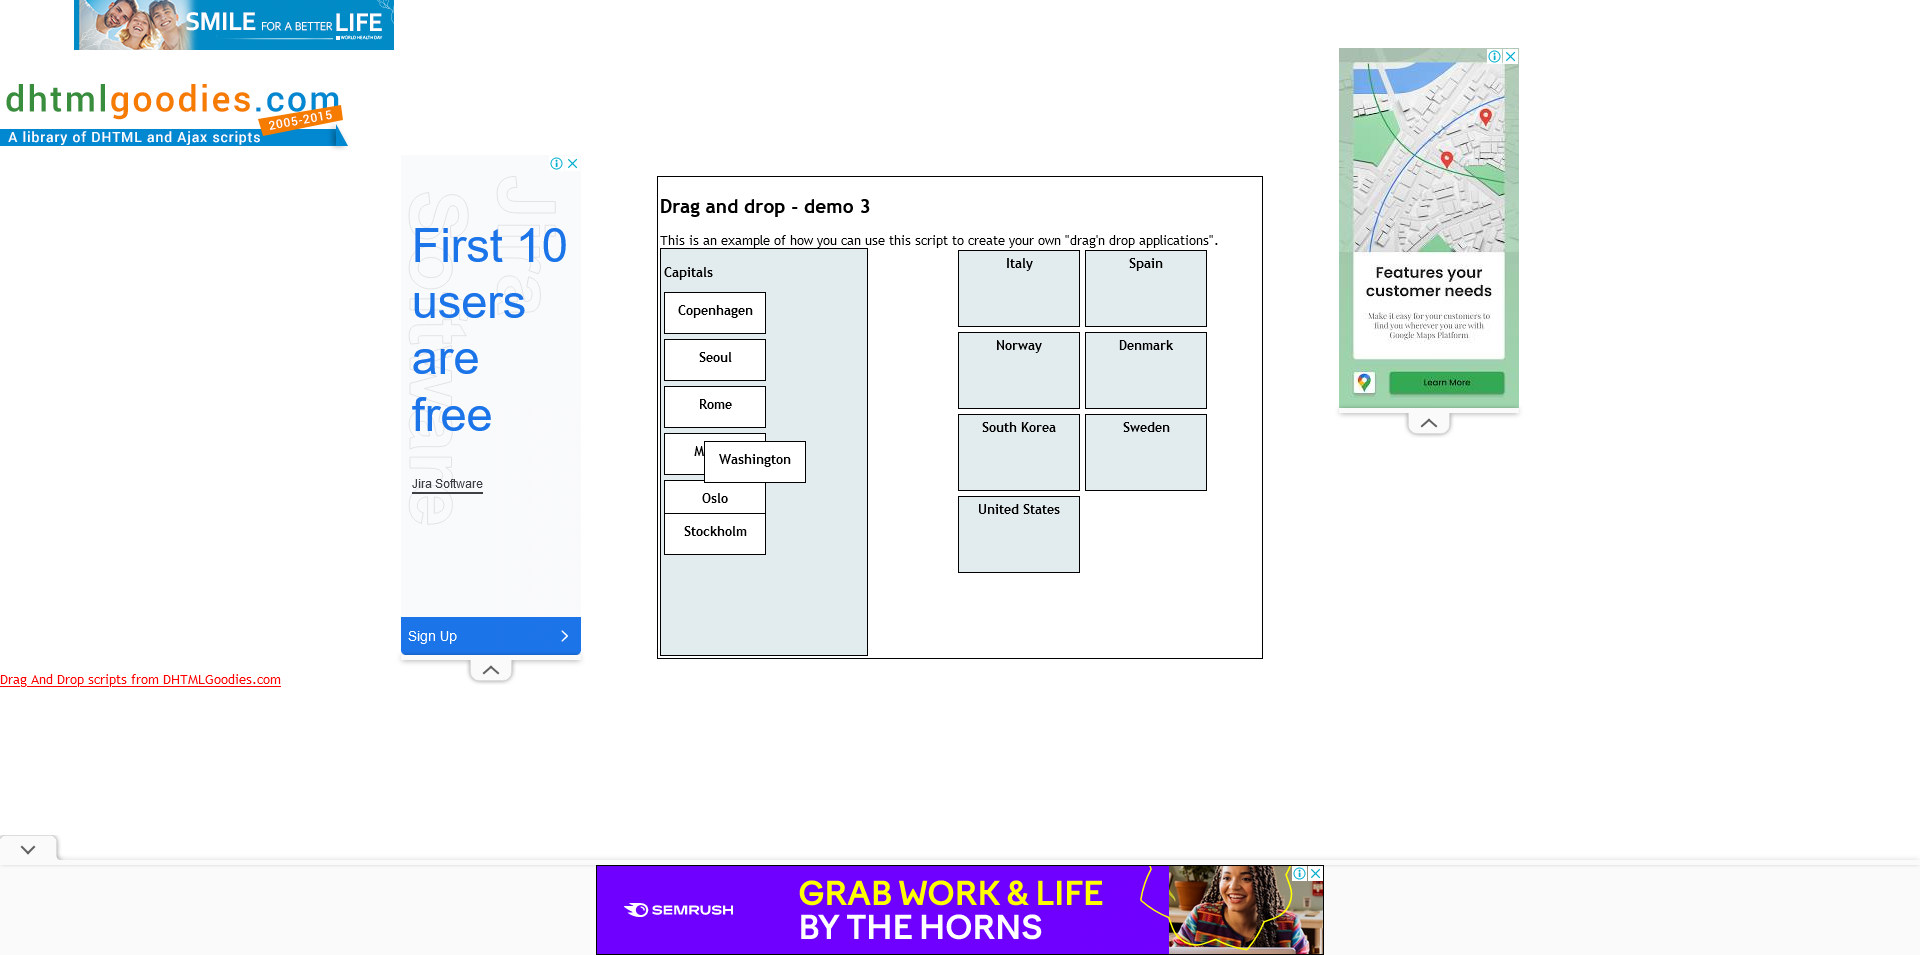 SMILE FOR A BETTER LIFE
WORLD HEALTH DAY
dhtmlgoodies.com
2005-2015
A library of DHTML and Ajax scripts
Jira
Software
First 10
users
are
free
Jira Software
Sign Up
Drag and drop - demo 3
This is an example of how you can use this script to create your own "drag'n drop applications".
Capitals
Copenhagen
Seoul
Rome
M
Washington
Oslo
Stockholm
Italy
Spain
Norway
Denmark
South Korea
Sweden
United States
Features your
customer needs
Make it easy for your customers to
find you wherever you are with
Google Maps Platform
Learn More
Drag And Drop scripts from DHTMLGoodies.com
SEMRUSH
GRAB WORK & LIFE
BY THE HORNS